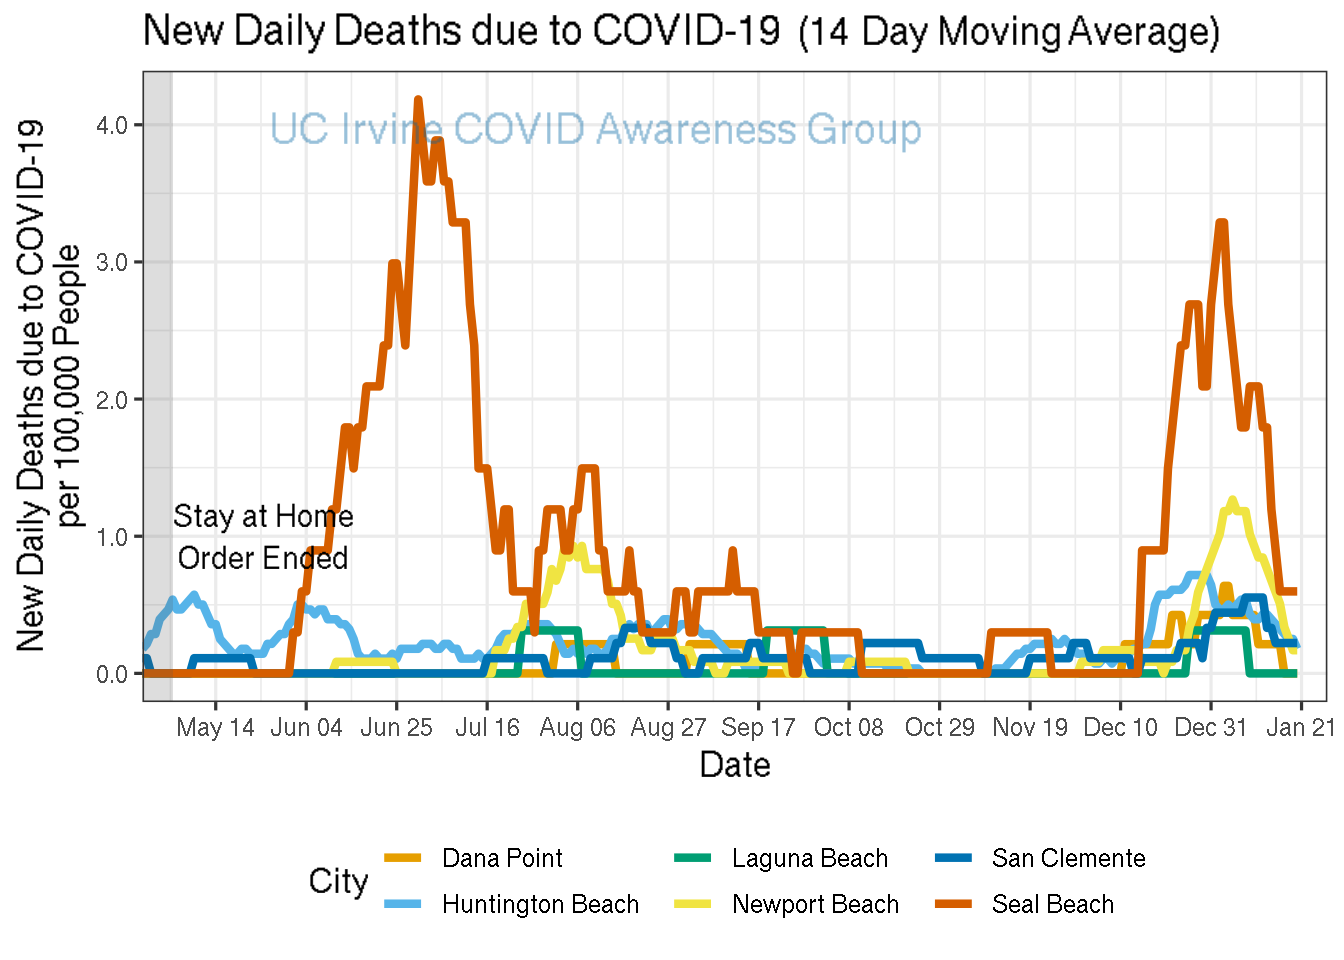 New Daily Deaths due to COVID-19 (14 Day Moving Average)
UC Irvine COVID Awareness Group
New Daily Deaths due to COVID-19
per 100,000 People
4.0
3.0
2.0
1.0
0.0
Stay at Home
Order Ended
May 14 Jun 04 Jun 25 Jul 16 Aug 06 Aug 27 Sep 17 Oct 08 Oct 29 Nov 19 Dec 10 Dec 31 Jan 21
Date
City
Dana Point Laguna Beach San Clemente
Huntington Beach Newport Beach Seal Beach